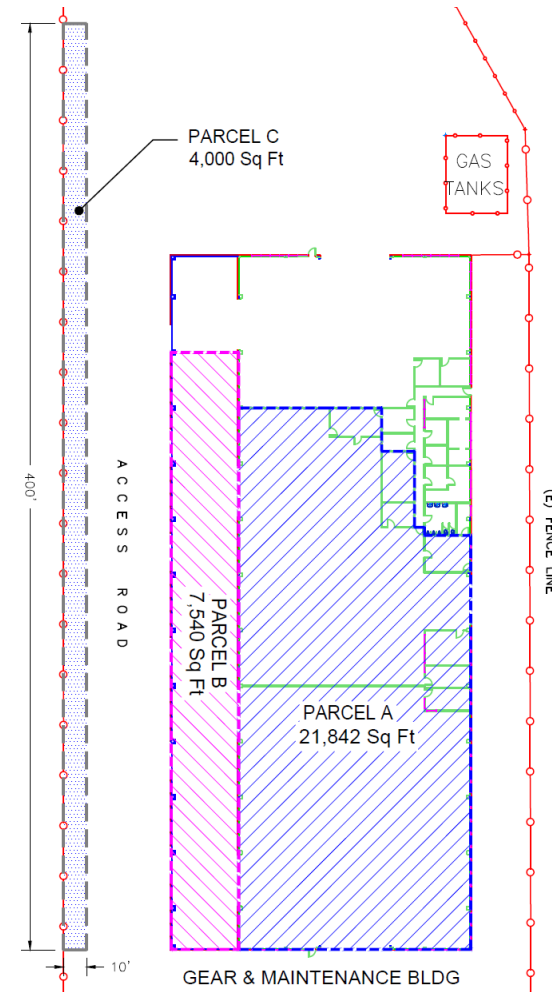 PARCEL C
4,000 Sq Ft
GAS
TANKS
400'
ACCESS ROAD
(E) FENCE LINE
PARCEL B
7,540 Sq Ft
PARCEL A
21,842 Sq Ft
10'
GEAR & MAINTENANCE BLDG